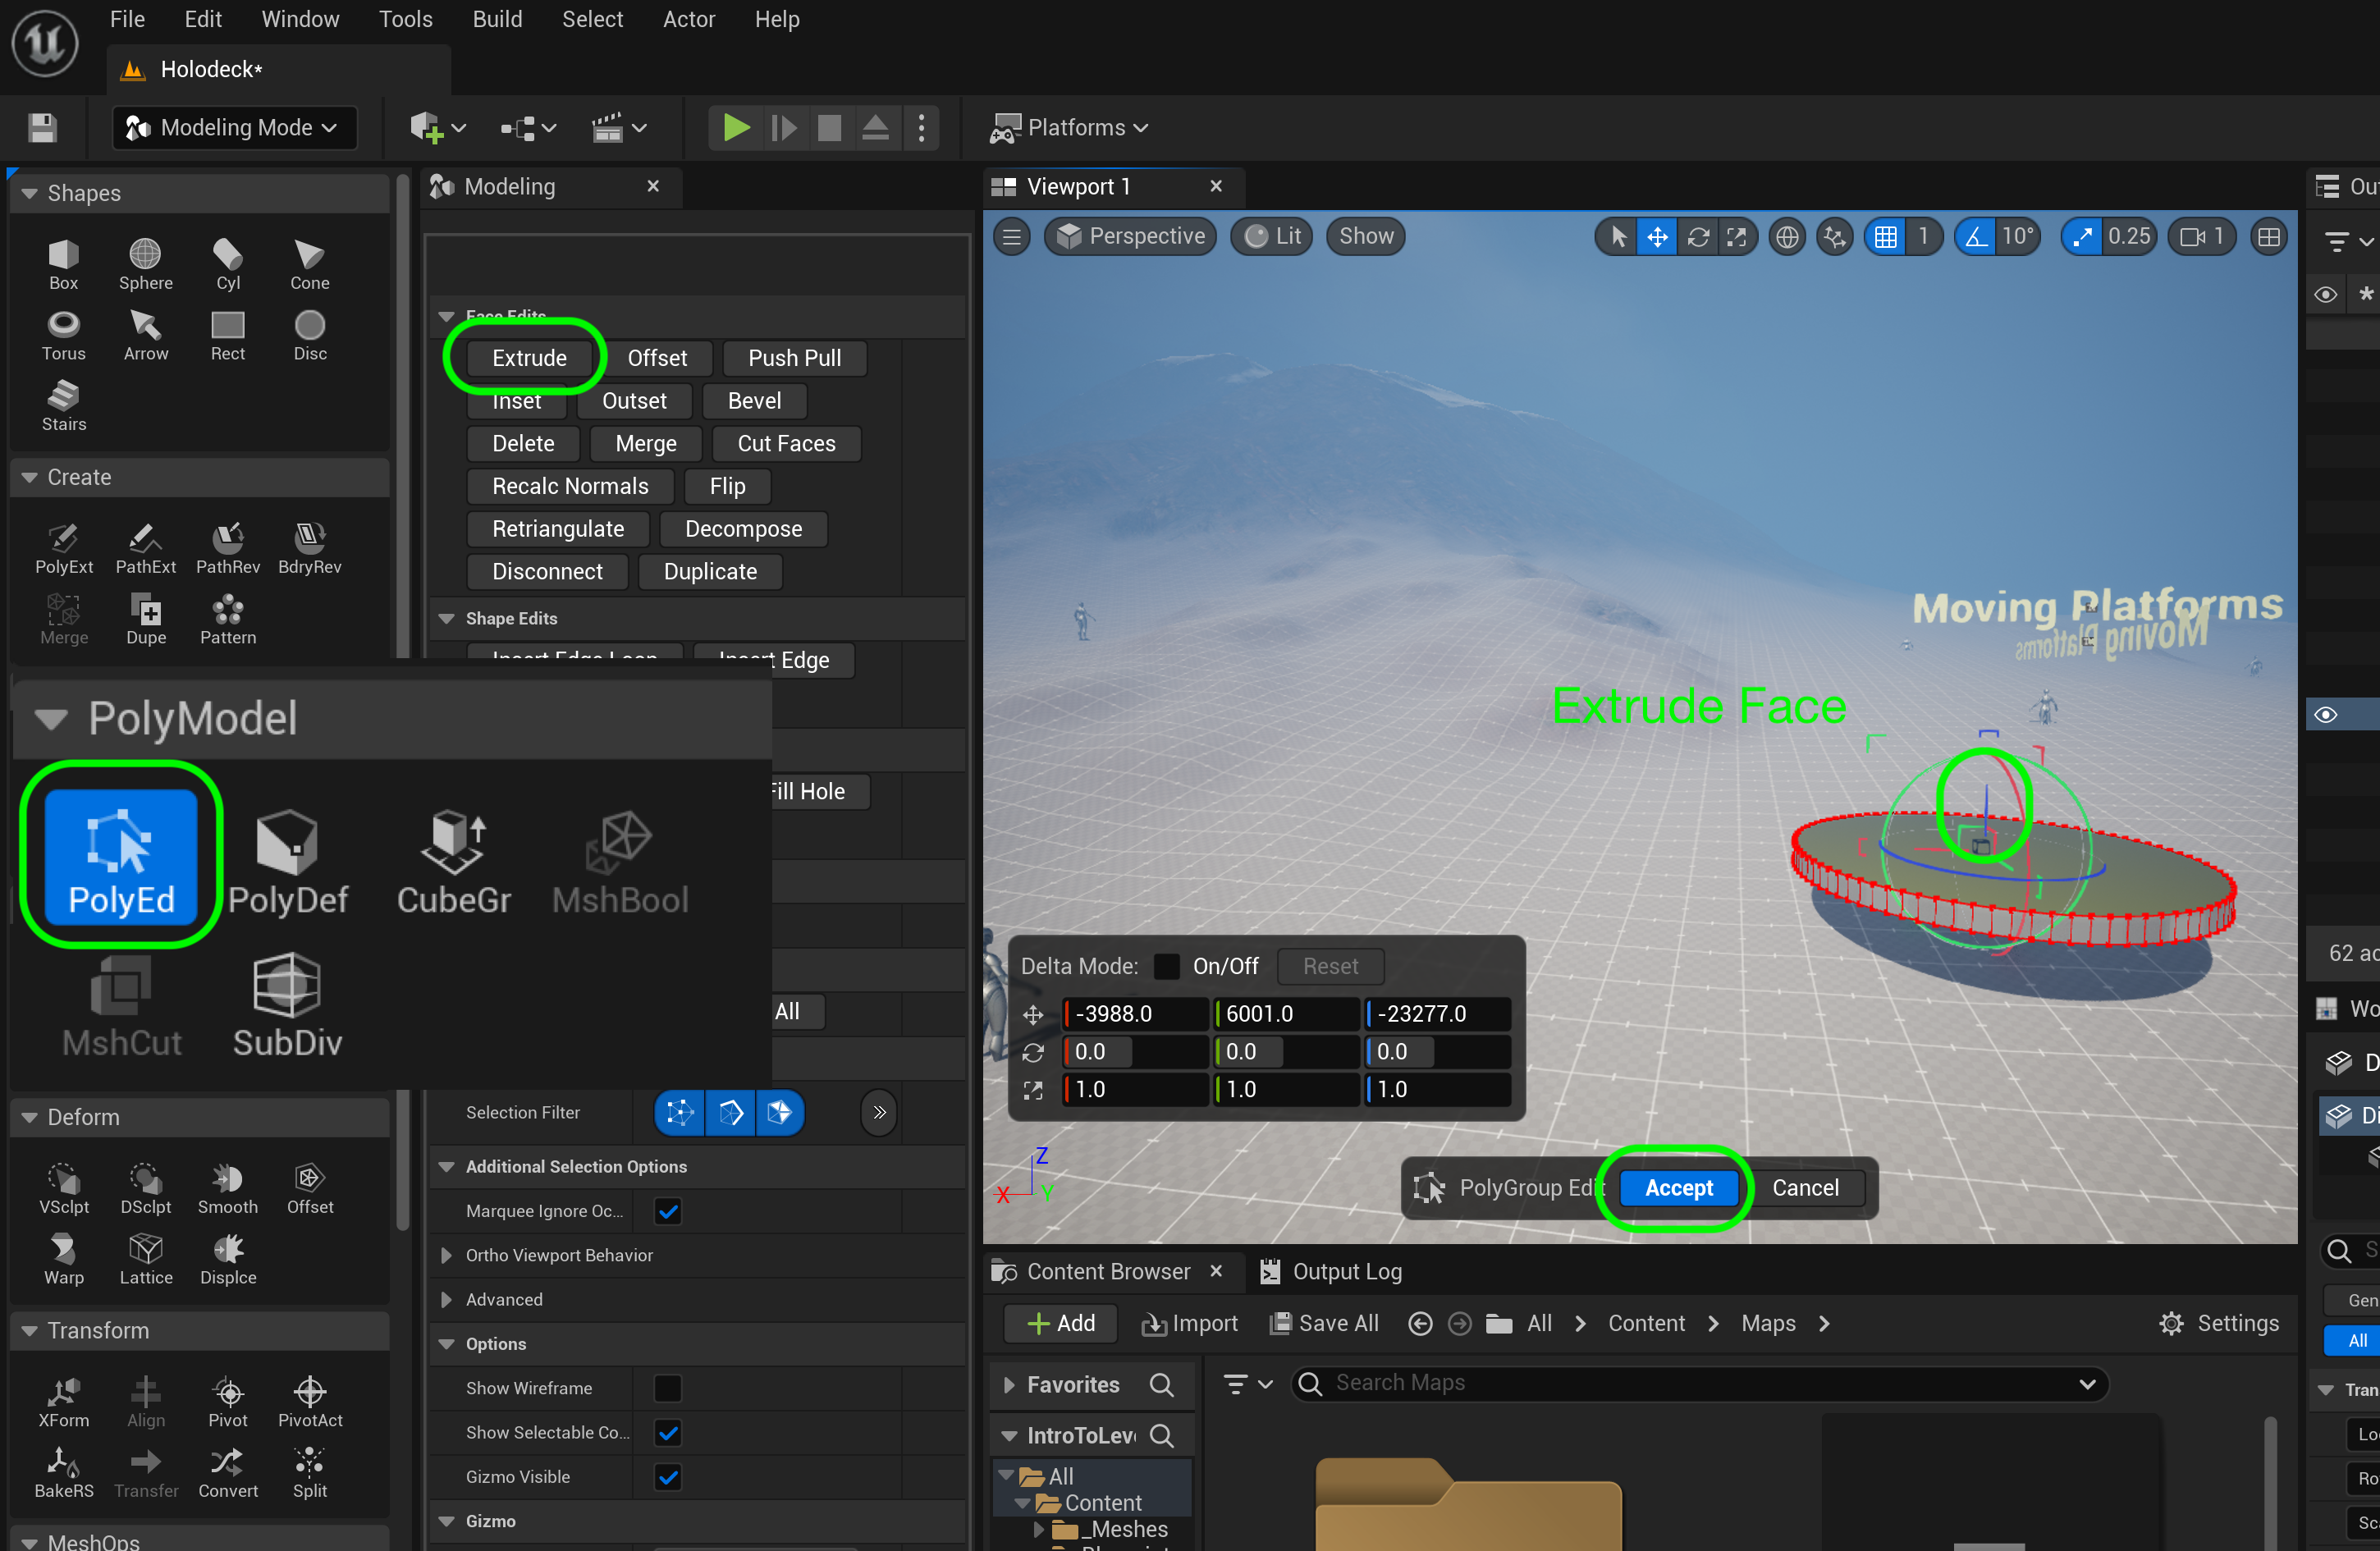 File Edit Window Tools Build Select Actor Help
Holodeck*
Modeling Mode
Platforms
Shapes
Box Sphere Cyl Cone
Torus Arrow Rect Disc
Stairs
Create
PolyExt PathExt PathRev BdryRev
Merge Dupe Pattern
PolyModel
PolyEd PolyDef CubeGr MshBool
MshCut SubDiv
Deform
VSclpt DSclpt Smooth Offset
Warp Lattice Displce
Transform
XForm Align Pivot PivotAct
BakeRS Transfer Convert Split
MeshOps
Modeling
Face Edits
Extrude Offset Push Pull
Inset Outset Bevel
Delete Merge Cut Faces
Recalc Normals Flip
Retriangulate Decompose
Disconnect Duplicate
Shape Edits
Insert Edge Loop Insert Edge
Fill Hole
All
Selection Filter
Additional Selection Options
Marquee Ignore Oc...
Ortho Viewport Behavior
Advanced
Options
Show Wireframe
Show Selectable Co...
Gizmo Visible
Gizmo
Viewport 1
Perspective Lit Show 1 10° 0.25 1
Moving Platforms
Moving Platforms
Extrude Face
Delta Mode: On/Off Reset
-3988.0 6001.0 -23277.0
0.0 0.0 0.0
1.0 1.0 1.0
Z
X Y
PolyGroup Edit Accept Cancel
Content Browser Output Log
Add Import Save All All Content Maps Settings
Favorites Search Maps
IntroToLev
All
Content
_Meshes
62 ac
Gen
All
Tran
Lo
Ro
Sc